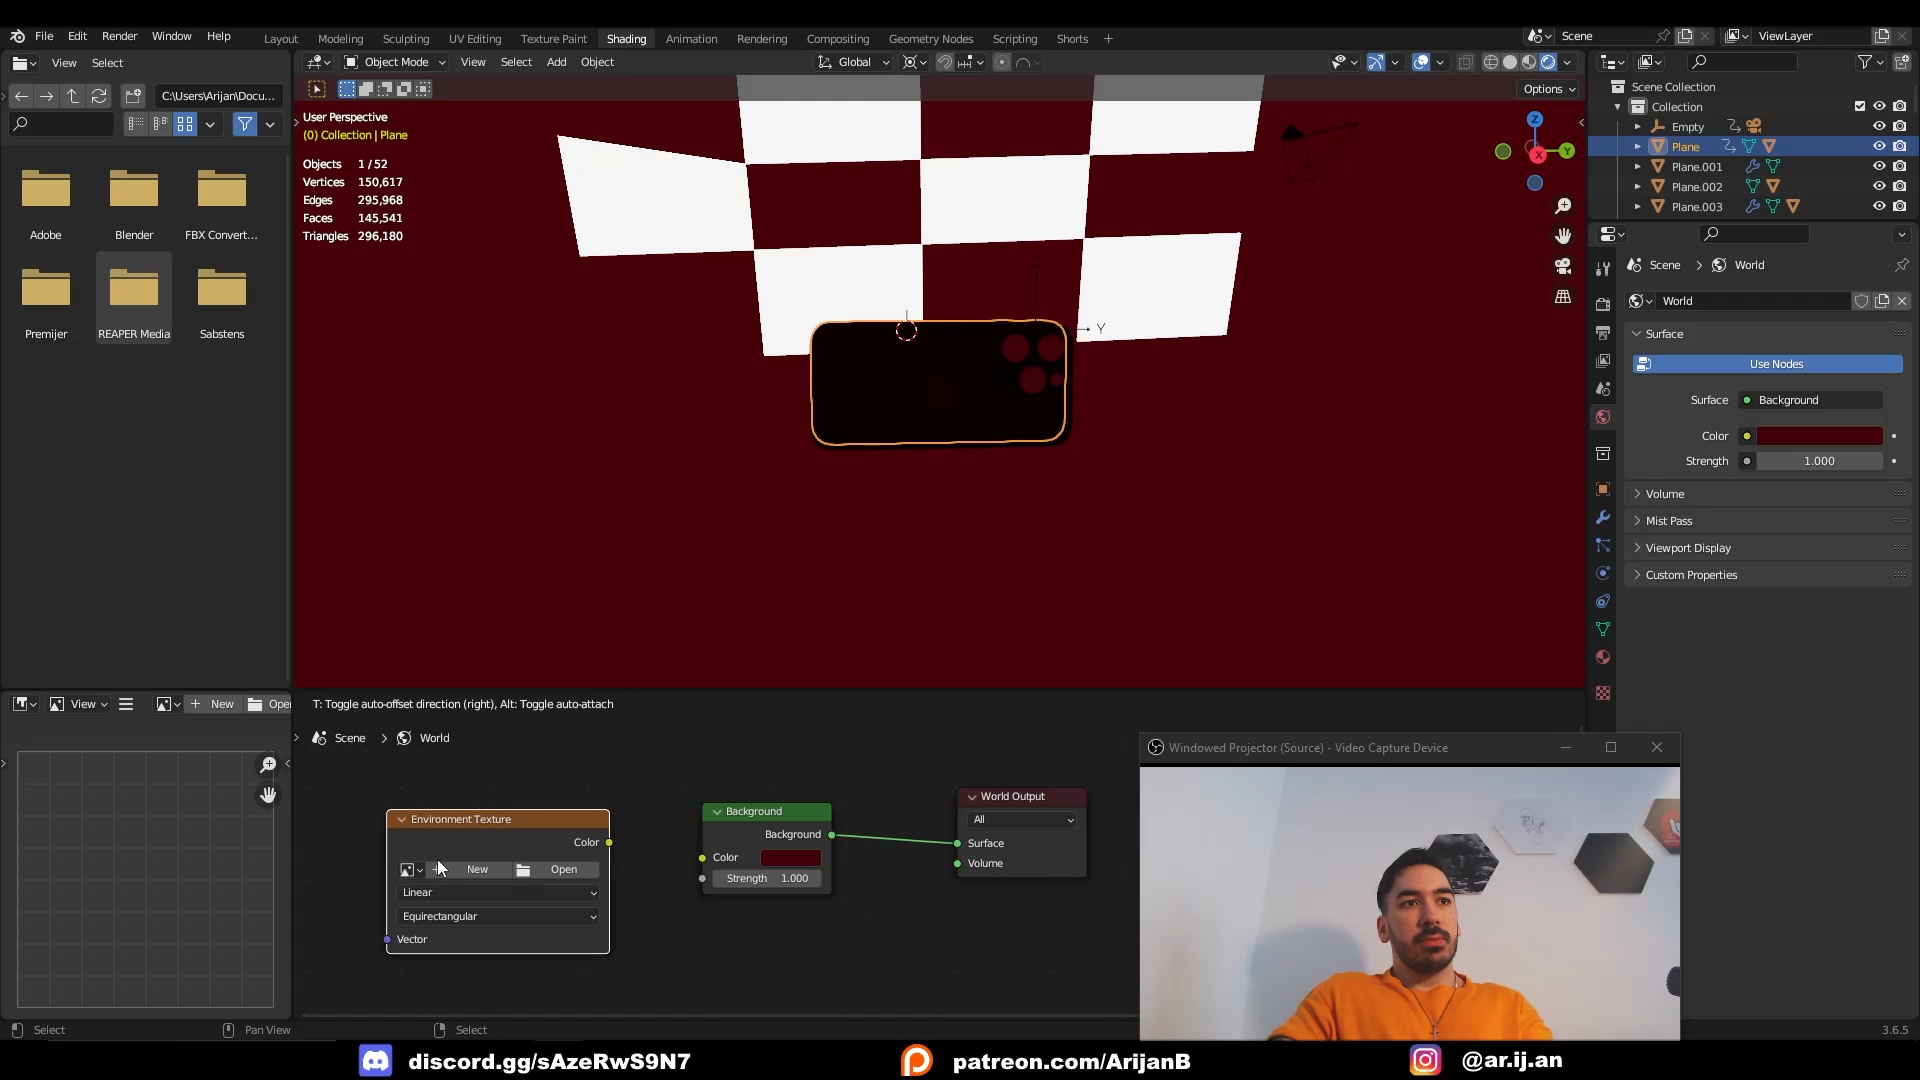 File Edit Render Window Help
Layout Modeling Sculpting UV Editing Texture Paint Shading Animation Rendering Compositing Geometry Nodes Scripting Shorts +
Scene
ViewLayer
View Select
Object Mode View Select Add Object
Global
C:\Users\Arijan\Docu...
Options
User Perspective
(0) Collection | Plane
Objects 1 / 52
Vertices 150,617
Edges 295,968
Faces 145,541
Triangles 296,180
Z
Y
X
Y
Adobe
Blender
FBX Convert...
Premijer
REAPER Media
Sabstens
Scene Collection
Collection
Empty
Plane
Plane.001
Plane.002
Plane.003
Scene > World
World
Surface
Use Nodes
Surface Background
Color
Strength 1.000
Volume
Mist Pass
Viewport Display
Custom Properties
View New Open
T: Toggle auto-offset direction (right), Alt: Toggle auto-attach
Scene > World
Environment Texture
Color
New Open
Linear
Equirectangular
Vector
Background
Background
Color
Strength 1.000
World Output
All
Surface
Volume
Windowed Projector (Source) - Video Capture Device
Select
Pan View
Select
3.6.5
discord.gg/sAzeRwS9N7
patreon.com/ArijanB
@ar.ij.an